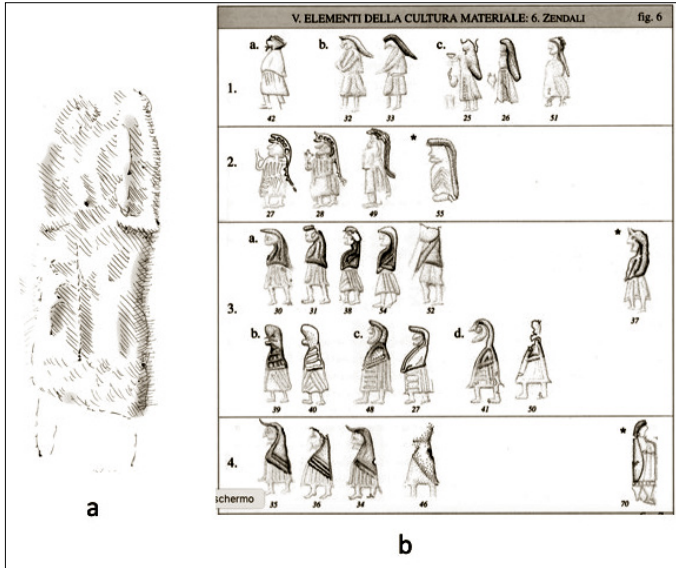 V. ELEMENTI DELLA CULTURA MATERIALE: 6. ZENDALI fig. 6
a. b. c.
1.
42 32 33 25 26 51
2. *
27 28 49 55
a. *
3.
30 31 38 54 52 37
b. c. d.
39 40 48 27 41 50
4. *
schermo
35 36 34 46 70
a
b